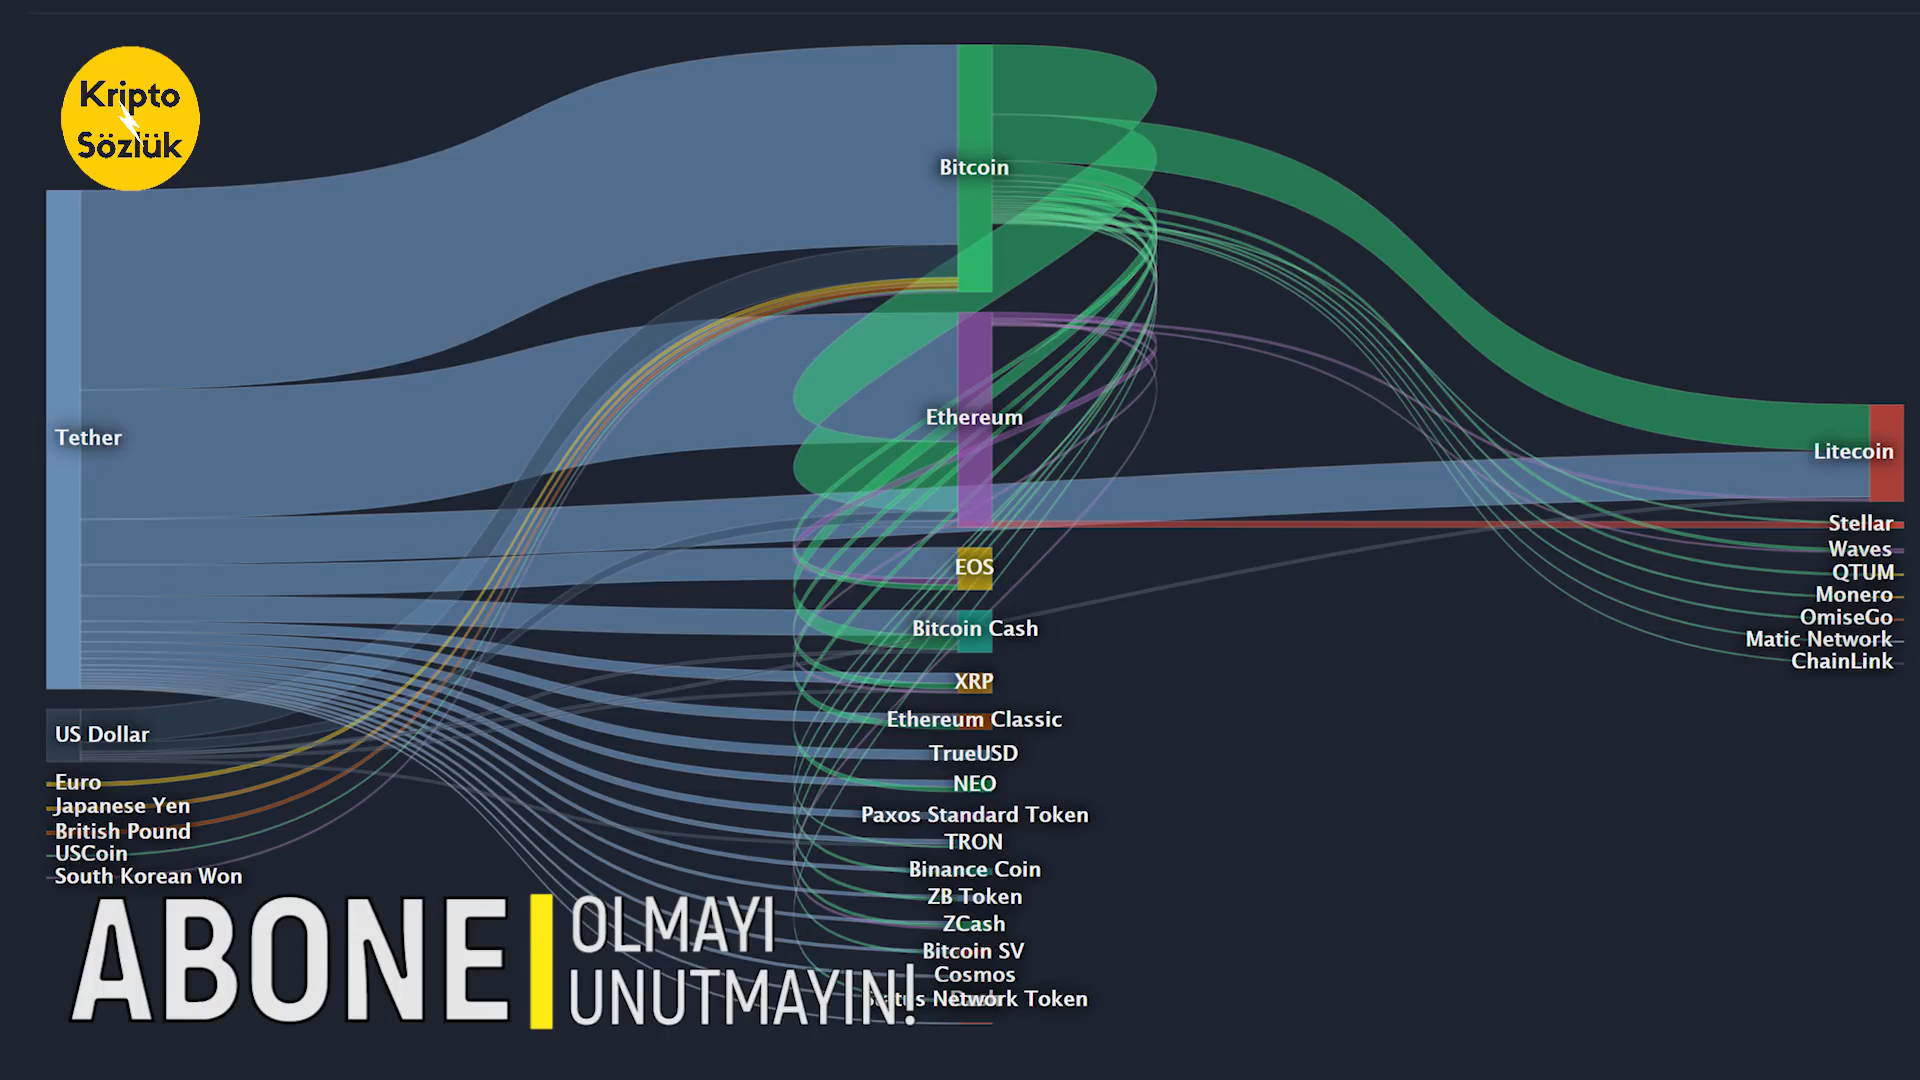 Kripto
Sözlük
Tether
US Dollar
Euro
Japanese Yen
British Pound
USCoin
South Korean Won
Bitcoin
Ethereum
EOS
Bitcoin Cash
XRP
Ethereum Classic
TrueUSD
NEO
Paxos Standard Token
TRON
Binance Coin
ZB Token
ZCash
Bitcoin SV
Cosmos
Status Network Token
Litecoin
Stellar
Waves
QTUM
Monero
OmiseGo
Matic Network
ChainLink
ABONE
OLMAYI
UNUTMAYIN!